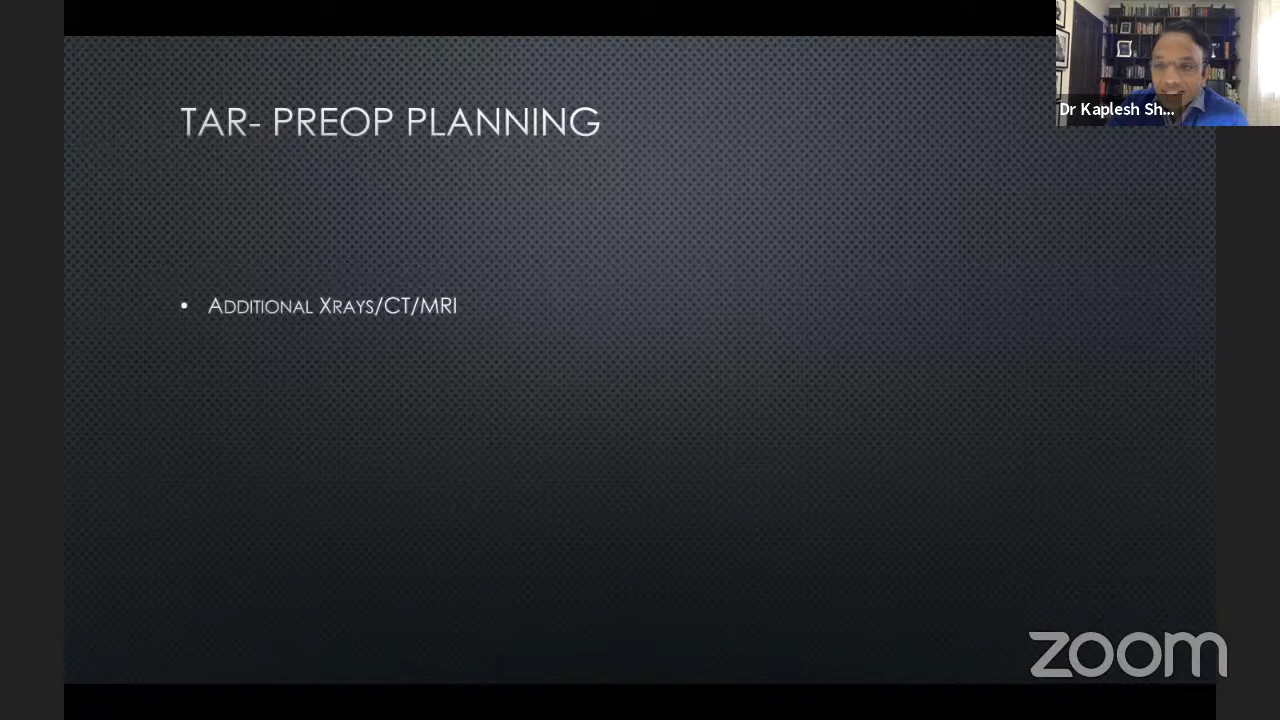 TAR- PREOP PLANNING
Dr Kaplesh Sh...
• ADDITIONAL XRAYS/CT/MRI
zoom